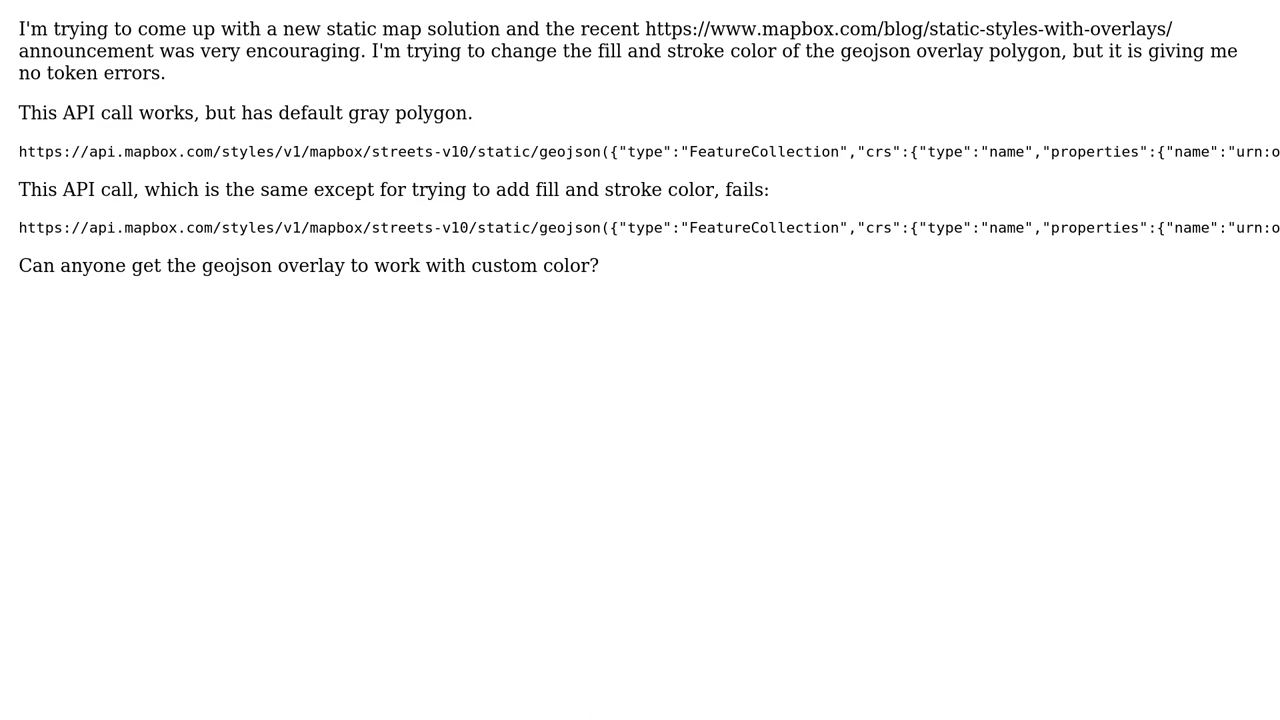 I'm trying to come up with a new static map solution and the recent https://www.mapbox.com/blog/static-styles-with-overlays/
announcement was very encouraging. I'm trying to change the fill and stroke color of the geojson overlay polygon, but it is giving me
no token errors.
This API call works, but has default gray polygon.
https://api.mapbox.com/styles/v1/mapbox/streets-v10/static/geojson({"type":"FeatureCollection","crs":{"type":"name","properties":{"name":"urn:o
This API call, which is the same except for trying to add fill and stroke color, fails:
https://api.mapbox.com/styles/v1/mapbox/streets-v10/static/geojson({"type":"FeatureCollection","crs":{"type":"name","properties":{"name":"urn:o
Can anyone get the geojson overlay to work with custom color?